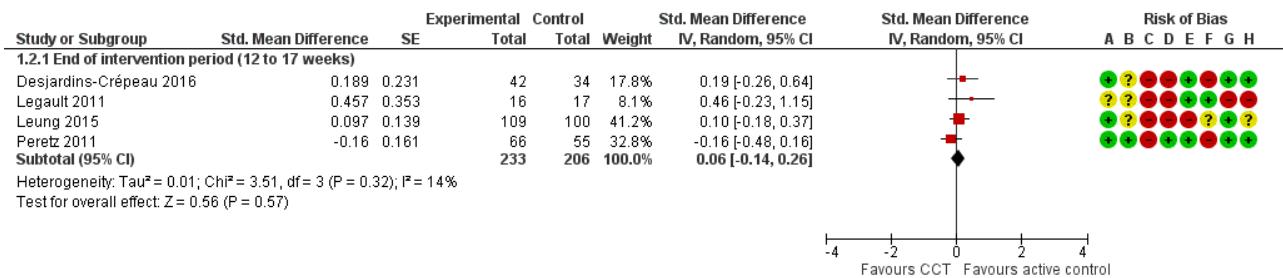 Experimental Control Std. Mean Difference Std. Mean Difference Risk of Bias
Study or Subgroup Std. Mean Difference SE Total Total Weight IV, Random, 95% CI IV, Random, 95% CI A B C D E F G H
1.2.1 End of intervention period (12 to 17 weeks)
Desjardins-Crépeau 2016 0.189 0.231 42 34 17.8% 0.19 [-0.26, 0.64] + ? - - + - + +
Legault 2011 0.457 0.353 16 17 8.1% 0.46 [-0.23, 1.15] ? ? - - + + - -
Leung 2015 0.097 0.139 109 100 41.2% 0.10 [-0.18, 0.37] + ? - - - ? + ?
Peretz 2011 -0.16 0.161 66 55 32.8% -0.16 [-0.48, 0.16] + + - + + - + +
Subtotal (95% CI) 233 206 100.0% 0.06 [-0.14, 0.26]
Heterogeneity: Tau² = 0.01; Chi² = 3.51, df = 3 (P = 0.32); I² = 14%
Test for overall effect: Z = 0.56 (P = 0.57)
-4 -2 0 2 4
Favours CCT Favours active control